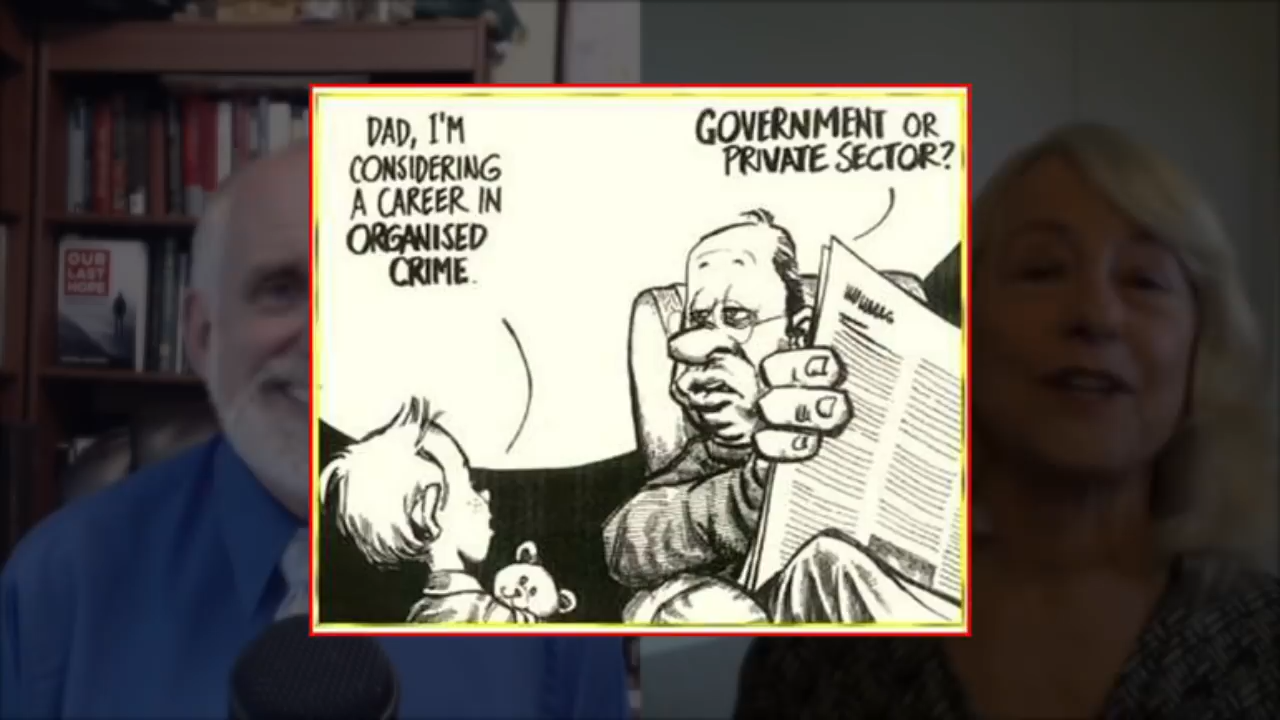 DAD, I'M
CONSIDERING
A CAREER IN
ORGANISED
CRIME.
GOVERNMENT OR
PRIVATE SECTOR?
OUR
LAST
HOPE